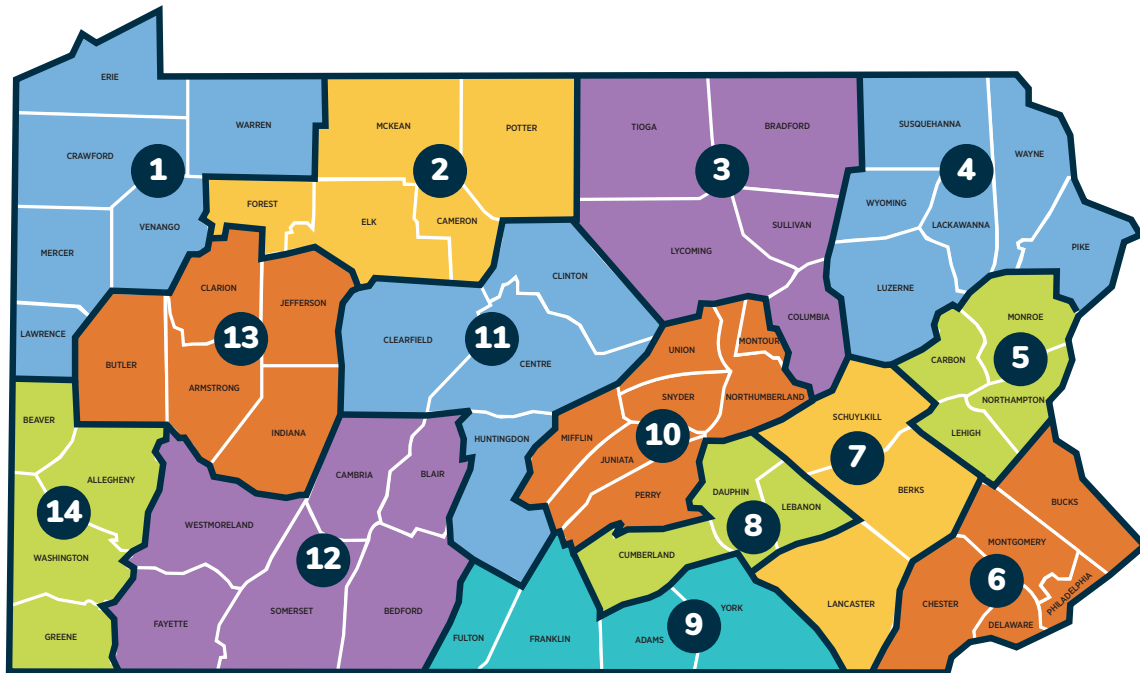 ERIE
WARREN
CRAWFORD
1
VENANGO
MERCER
LAWRENCE
MCKEAN
POTTER
2
FOREST
ELK
CAMERON
TIOGA
BRADFORD
3
SULLIVAN
LYCOMING
COLUMBIA
SUSQUEHANNA
WAYNE
4
WYOMING
LACKAWANNA
PIKE
LUZERNE
MONROE
CARBON
5
NORTHAMPTON
LEHIGH
BUCKS
MONTGOMERY
6
CHESTER
PHILADELPHIA
DELAWARE
SCHUYLKILL
7
BERKS
LANCASTER
DAUPHIN
LEBANON
8
CUMBERLAND
YORK
9
ADAMS
FRANKLIN
FULTON
MONTOUR
UNION
SNYDER
NORTHUMBERLAND
MIFFLIN
10
JUNIATA
PERRY
CLINTON
CLEARFIELD
11
CENTRE
HUNTINGDON
CAMBRIA
BLAIR
WESTMORELAND
12
SOMERSET
BEDFORD
FAYETTE
CLARION
JEFFERSON
13
BUTLER
ARMSTRONG
INDIANA
BEAVER
ALLEGHENY
14
WASHINGTON
GREENE